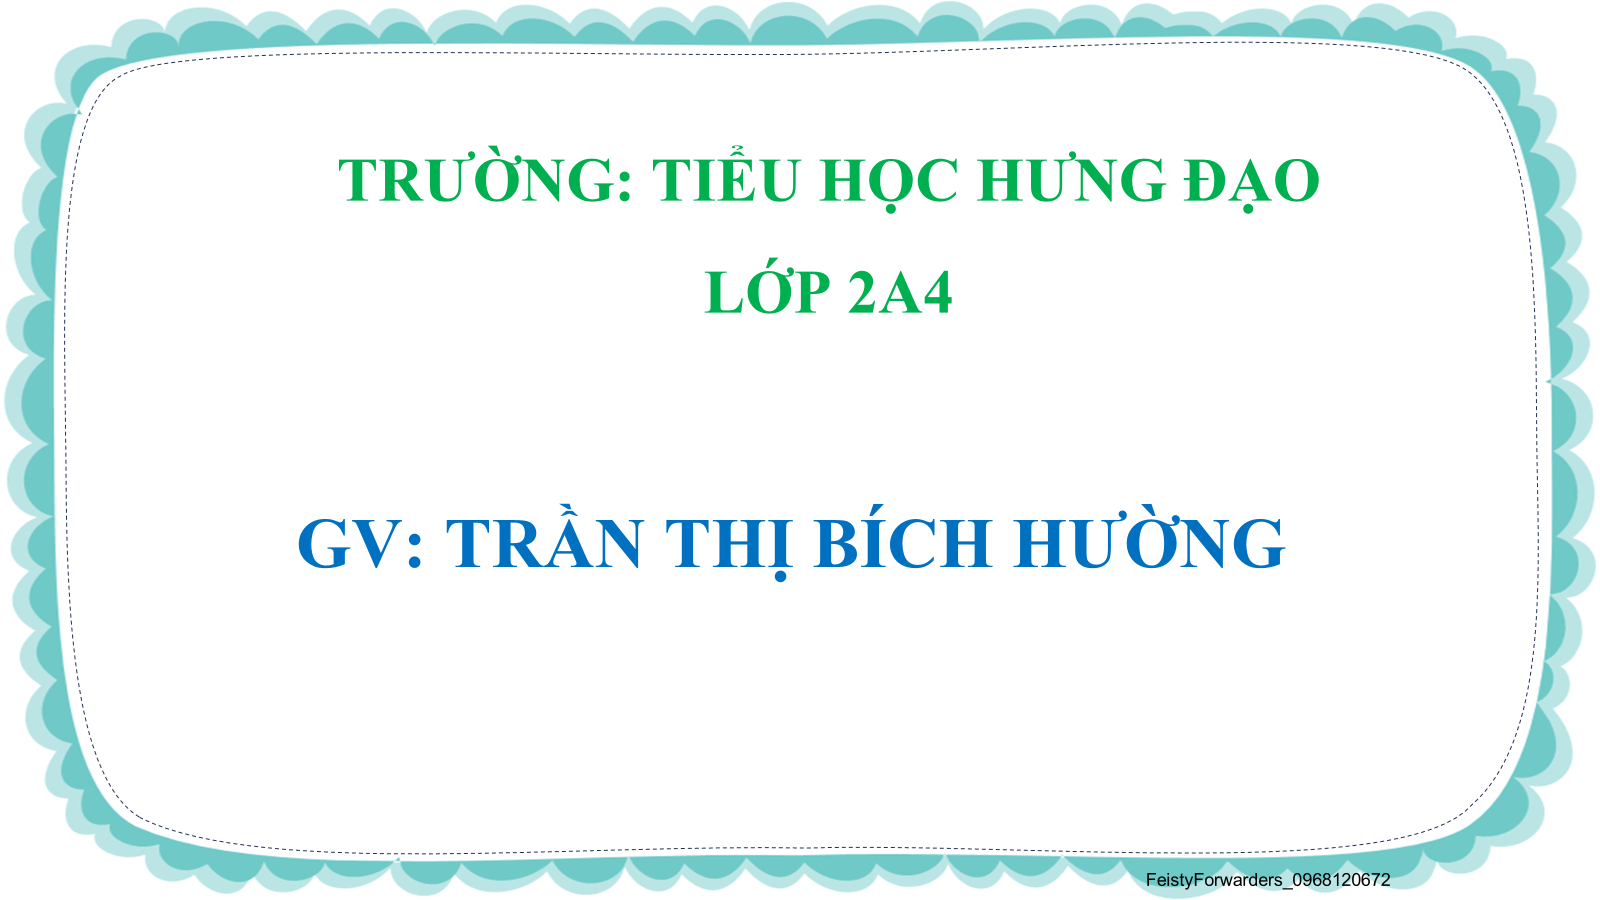 TRƯỜNG: TIỂU HỌC HƯNG ĐẠO
LỚP 2A4
GV: TRẦN THỊ BÍCH HƯỜNG
FeistyForwarders_0968120672